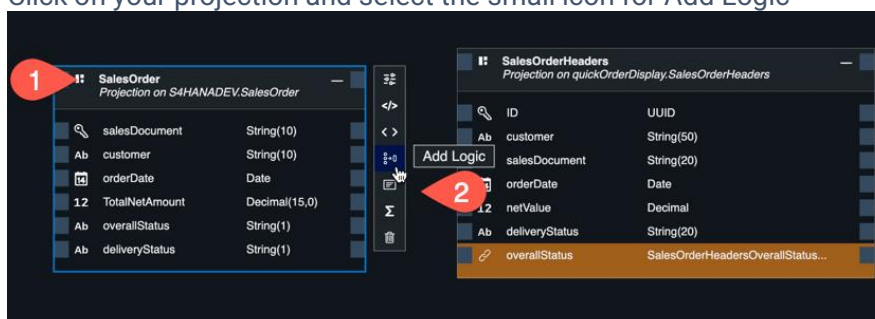 Click on your projection and select the small icon for Add Logic
1
SalesOrder
Projection on S4HANADEV.SalesOrder
salesDocument String(10)
Ab customer String(10)
14 orderDate Date
12 TotalNetAmount Decimal(15,0)
Ab overallStatus String(1)
Ab deliveryStatus String(1)
</>
< >
Add Logic
Σ
2
SalesOrderHeaders
Projection on quickOrderDisplay.SalesOrderHeaders
ID UUID
Ab customer String(50)
salesDocument String(20)
orderDate Date
12 netValue Decimal
Ab deliveryStatus String(20)
overallStatus SalesOrderHeadersOverallStatus...